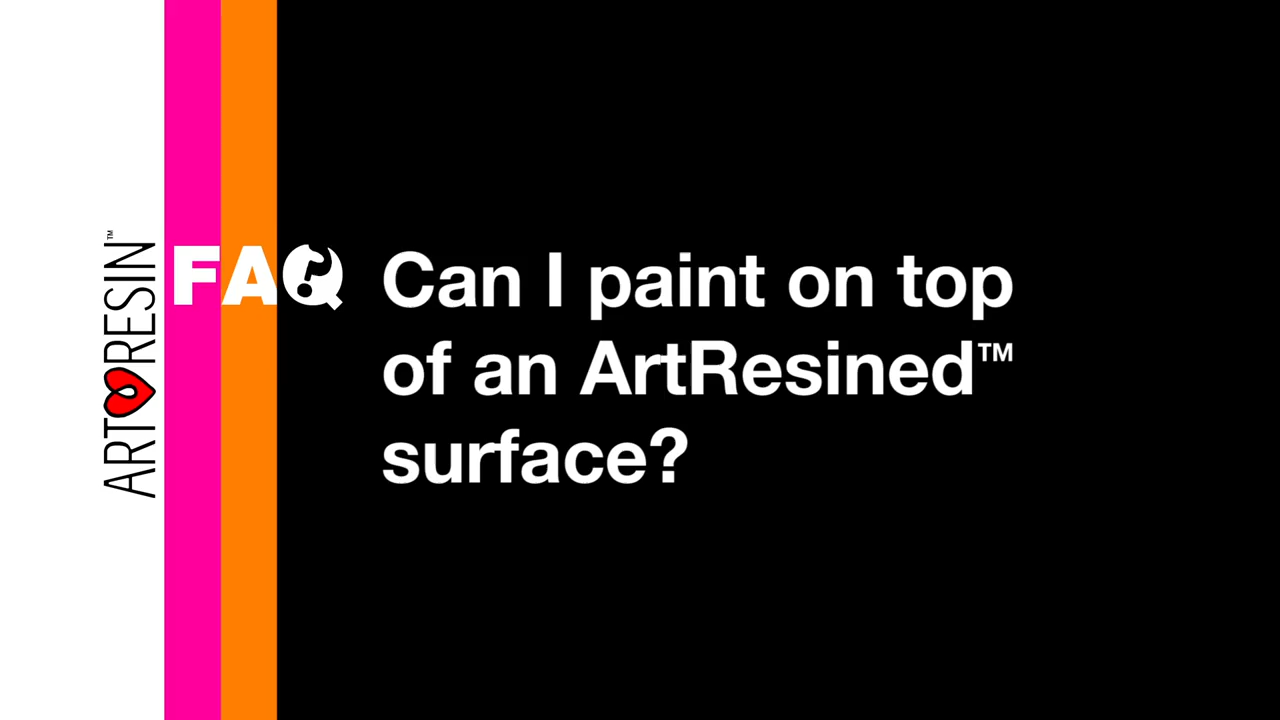 ARTRESIN™
FAQ
Can I paint on top
of an ArtResined™
surface?